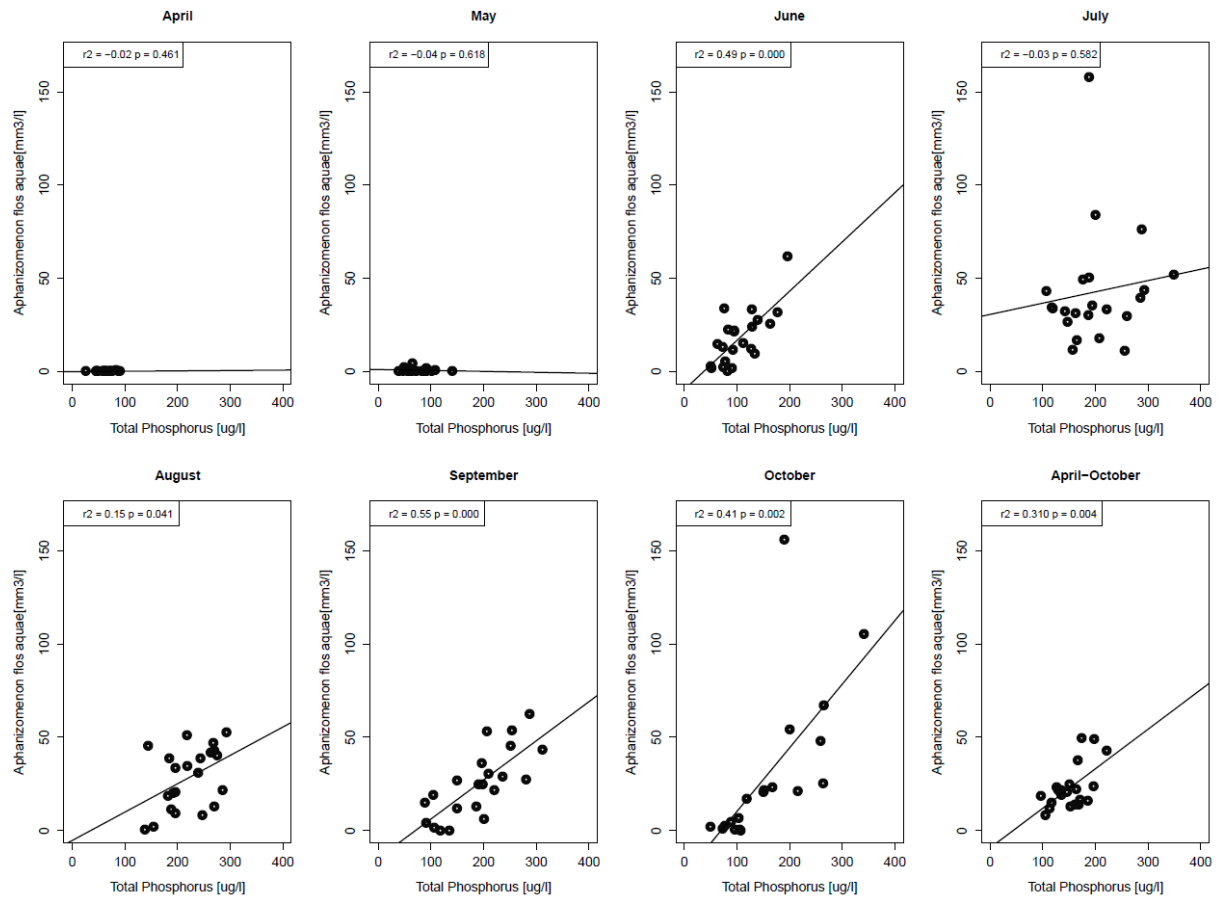 April
r2 = −0.02 p = 0.461
Aphanizomenon flos aquae[mm3/l]
150
100
50
0
0 100 200 300 400
Total Phosphorus [ug/l]
May
r2 = −0.04 p = 0.618
Aphanizomenon flos aquae[mm3/l]
150
100
50
0
0 100 200 300 400
Total Phosphorus [ug/l]
June
r2 = 0.49 p = 0.000
Aphanizomenon flos aquae[mm3/l]
150
100
50
0
0 100 200 300 400
Total Phosphorus [ug/l]
July
r2 = −0.03 p = 0.582
Aphanizomenon flos aquae[mm3/l]
150
100
50
0
0 100 200 300 400
Total Phosphorus [ug/l]
August
r2 = 0.15 p = 0.041
Aphanizomenon flos aquae[mm3/l]
150
100
50
0
0 100 200 300 400
Total Phosphorus [ug/l]
September
r2 = 0.55 p = 0.000
Aphanizomenon flos aquae[mm3/l]
150
100
50
0
0 100 200 300 400
Total Phosphorus [ug/l]
October
r2 = 0.41 p = 0.002
Aphanizomenon flos aquae[mm3/l]
150
100
50
0
0 100 200 300 400
Total Phosphorus [ug/l]
April−October
r2 = 0.310 p = 0.004
Aphanizomenon flos aquae[mm3/l]
150
100
50
0
0 100 200 300 400
Total Phosphorus [ug/l]